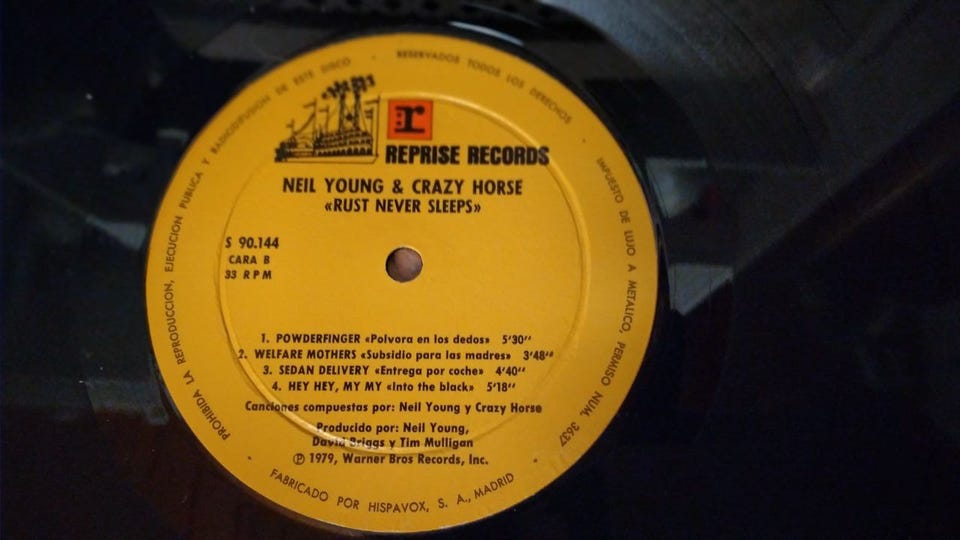 RESERVADOS TODOS LOS DERECHOS
IMPUESTO DE LUJO A METALICO, PERMISO NUM. 3637
PROHIBIDA LA REPRODUCCION, EJECUCION PUBLICA Y RADIODIFUSION DE ESTE DISCO
r
REPRISE RECORDS
NEIL YOUNG & CRAZY HORSE
«RUST NEVER SLEEPS»
S 90.144
CARA B
33 RPM
1. POWDERFINGER «Polvora en los dedos» 5'30''
2. WELFARE MOTHERS «Subsidio para las madres» 3'48''
3. SEDAN DELIVERY «Entrega por coche» 4'40''
4. HEY HEY, MY MY «Into the black» 5'18''
Canciones compuestas por: Neil Young y Crazy Horse
Producido por: Neil Young,
David Briggs y Tim Mulligan
℗ 1979, Warner Bros Records, Inc.
FABRICADO POR HISPAVOX, S. A., MADRID